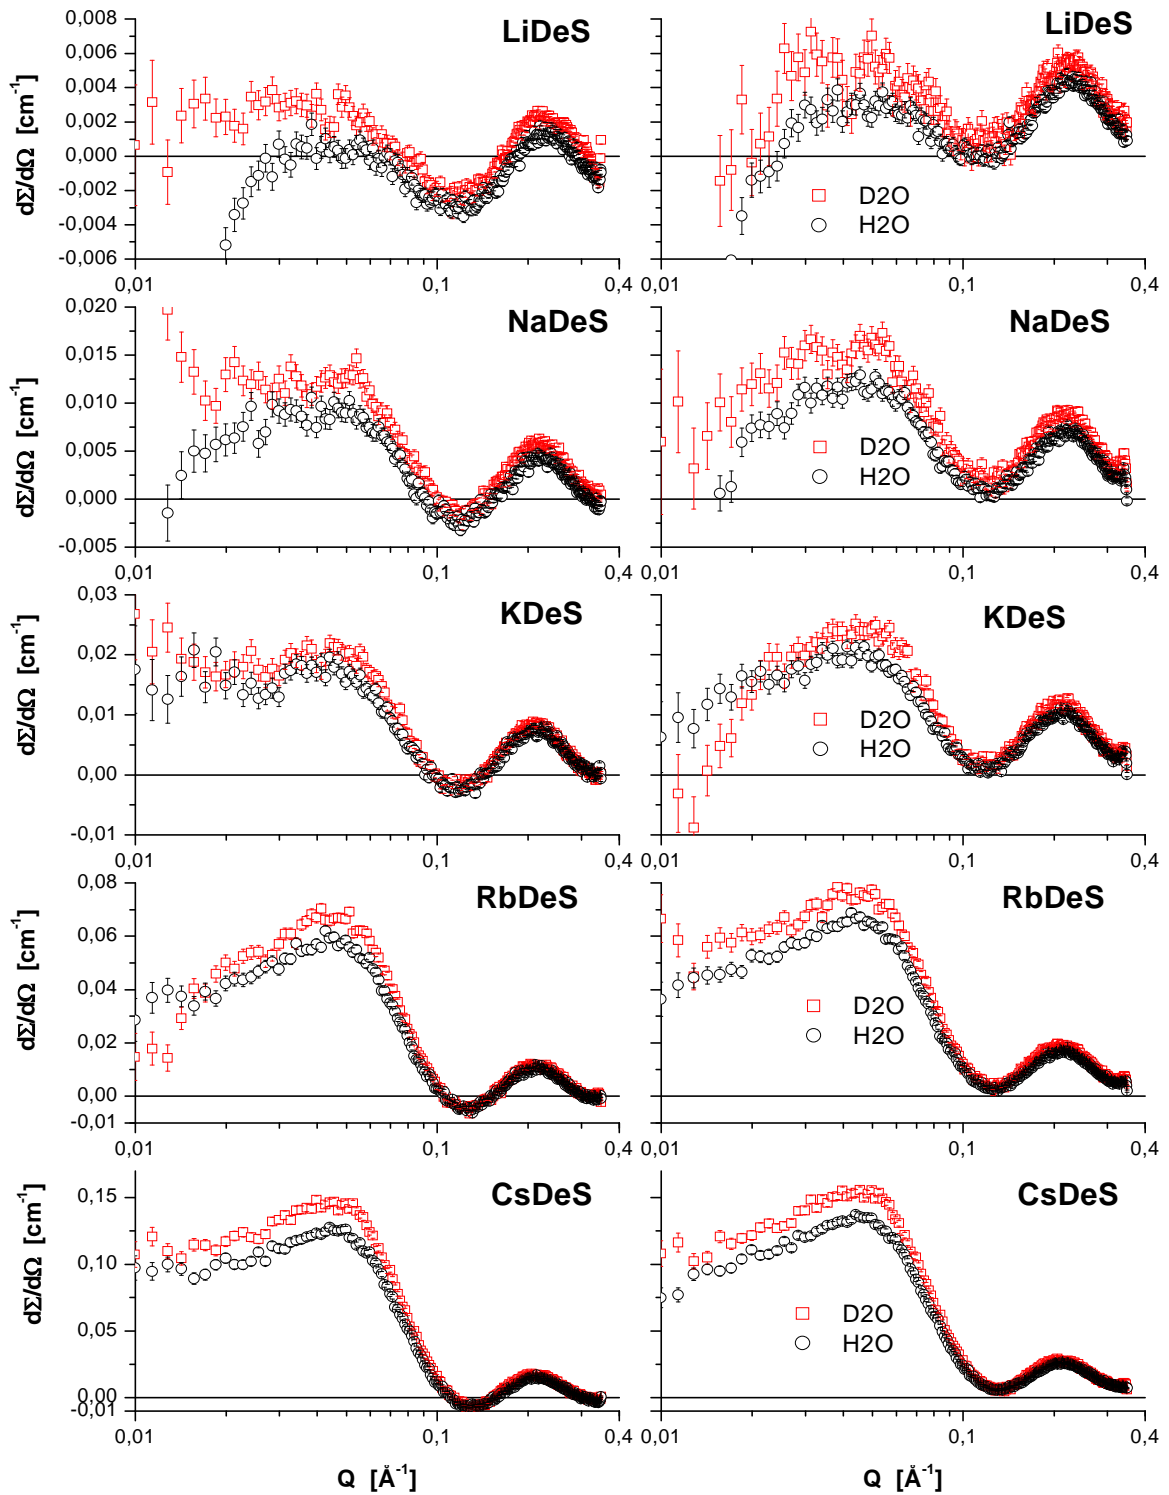 0,008
0,006
0,004
0,002
0,000
-0,002
-0,004
-0,006
dΣ/dΩ [cm⁻¹]
LiDeS
0,01
0,1
0,4
LiDeS
D2O
H2O
0,01
0,1
0,4
0,020
0,015
0,010
0,005
0,000
-0,005
dΣ/dΩ [cm⁻¹]
NaDeS
0,01
0,1
0,4
NaDeS
D2O
H2O
0,01
0,1
0,4
0,03
0,02
0,01
0,00
-0,01
dΣ/dΩ [cm⁻¹]
KDeS
0,01
0,1
0,4
KDeS
D2O
H2O
0,01
0,1
0,4
0,08
0,06
0,04
0,02
0,00
-0,01
dΣ/dΩ [cm⁻¹]
RbDeS
0,01
0,1
0,4
RbDeS
D2O
H2O
0,01
0,1
0,4
0,15
0,10
0,05
0,00
-0,01
dΣ/dΩ [cm⁻¹]
CsDeS
0,01
0,1
0,4
Q [Å⁻¹]
CsDeS
D2O
H2O
0,01
0,1
0,4
Q [Å⁻¹]